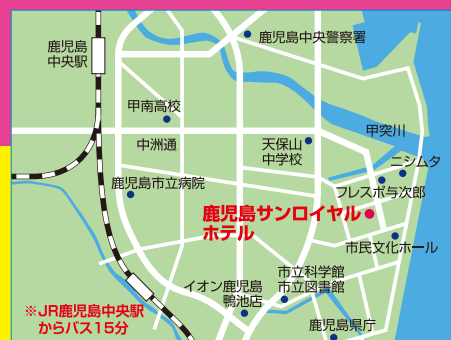 鹿児島
中央駅
鹿児島中央警察署
甲南高校
中洲通
天保山
中学校
甲突川
ニシムタ
鹿児島市立病院
フレスポ与次郎
鹿児島サンロイヤル
ホテル
市民文化ホール
イオン鹿児島
鴨池店
市立科学館
市立図書館
※JR鹿児島中央駅
からバス15分
鹿児島県庁